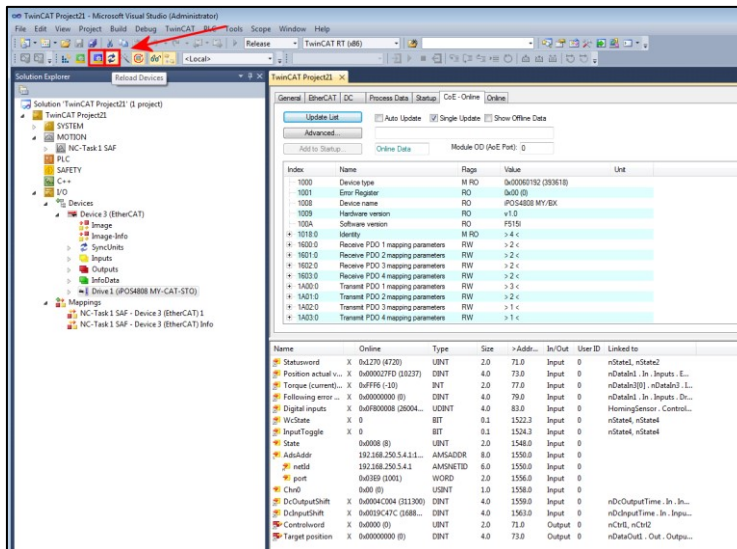 TwinCAT Project21 - Microsoft Visual Studio (Administrator)
File Edit View Project Build Debug TwinCAT PLC Tools Scope Window Help
Release TwinCAT RT (x86)
<Local>
Reload Devices
Solution Explorer
Solution 'TwinCAT Project21' (1 project)
TwinCAT Project21
SYSTEM
MOTION
NC-Task 1 SAF
PLC
SAFETY
C++
I/O
Devices
Device 3 (EtherCAT)
Image
Image-Info
SyncUnits
Inputs
Outputs
InfoData
Drive 1 (iPOS4808 MY-CAT-STO)
Mappings
NC-Task 1 SAF - Device 3 (EtherCAT) 1
NC-Task 1 SAF - Device 3 (EtherCAT) Info
TwinCAT Project21
General EtherCAT DC Process Data Startup CoE - Online Online
Update List Auto Update Single Update Show Offline Data
Advanced...
Add to Startup... Online Data Module OD (AoE Port): 0
Index Name Flags Value Unit
1000 Device type M RO 0x00060192 (393618)
1001 Error Register RO 0x00 (0)
1008 Device name RO iPOS4808 MY/BX
1009 Hardware version RO v1.0
100A Software version RO F515I
1018:0 Identity M RO > 4 <
1600:0 Receive PDO 1 mapping parameters RW > 2 <
1601:0 Receive PDO 2 mapping parameters RW > 2 <
1602:0 Receive PDO 3 mapping parameters RW > 2 <
1603:0 Receive PDO 4 mapping parameters RW > 2 <
1A00:0 Transmit PDO 1 mapping parameters RW > 3 <
1A01:0 Transmit PDO 2 mapping parameters RW > 2 <
1A02:0 Transmit PDO 3 mapping parameters RW > 1 <
1A03:0 Transmit PDO 4 mapping parameters RW > 1 <
Name Online Type Size >Addr... In/Out User ID Linked to
Statusword X 0x1270 (4720) UINT 2.0 71.0 Input 0 nState1, nState2
Position actual v... X 0x000027FD (10237) DINT 4.0 73.0 Input 0 nDataIn1 . In . Inputs . E...
Torque (current)... X 0xFFF6 (-10) INT 2.0 77.0 Input 0 nDataIn3[0] . nDataIn3 . I...
Following error ... X 0x00000000 (0) DINT 4.0 79.0 Input 0 nDataIn1 . In . Inputs . Dr...
Digital inputs X 0x0F800008 (26004... UDINT 4.0 83.0 Input 0 HomingSensor . Control...
WcState X 0 BIT 0.1 1522.3 Input 0 nState4, nState4
InputToggle X 0 BIT 0.1 1524.3 Input 0 nState4, nState4
State 0x0008 (8) UINT 2.0 1548.0 Input 0
AdsAddr 192.168.250.5.4.1:1... AMSADDR 8.0 1550.0 Input 0
netId 192.168.250.5.4.1 AMSNETID 6.0 1550.0 Input 0
port 0x03E9 (1001) WORD 2.0 1556.0 Input 0
Chn0 0x00 (0) USINT 1.0 1558.0 Input 0
DcOutputShift X 0x0004C004 (311300) DINT 4.0 1559.0 Input 0 nDcOutputTime . In . In...
DcInputShift X 0x0019C47C (1688... DINT 4.0 1563.0 Input 0 nDcInputTime . In . Inpu...
Controlword X 0x0000 (0) UINT 2.0 71.0 Output 0 nCtrl1, nCtrl2
Target position X 0x00000000 (0) DINT 4.0 73.0 Output 0 nDataOut1 . Out . Outpu...